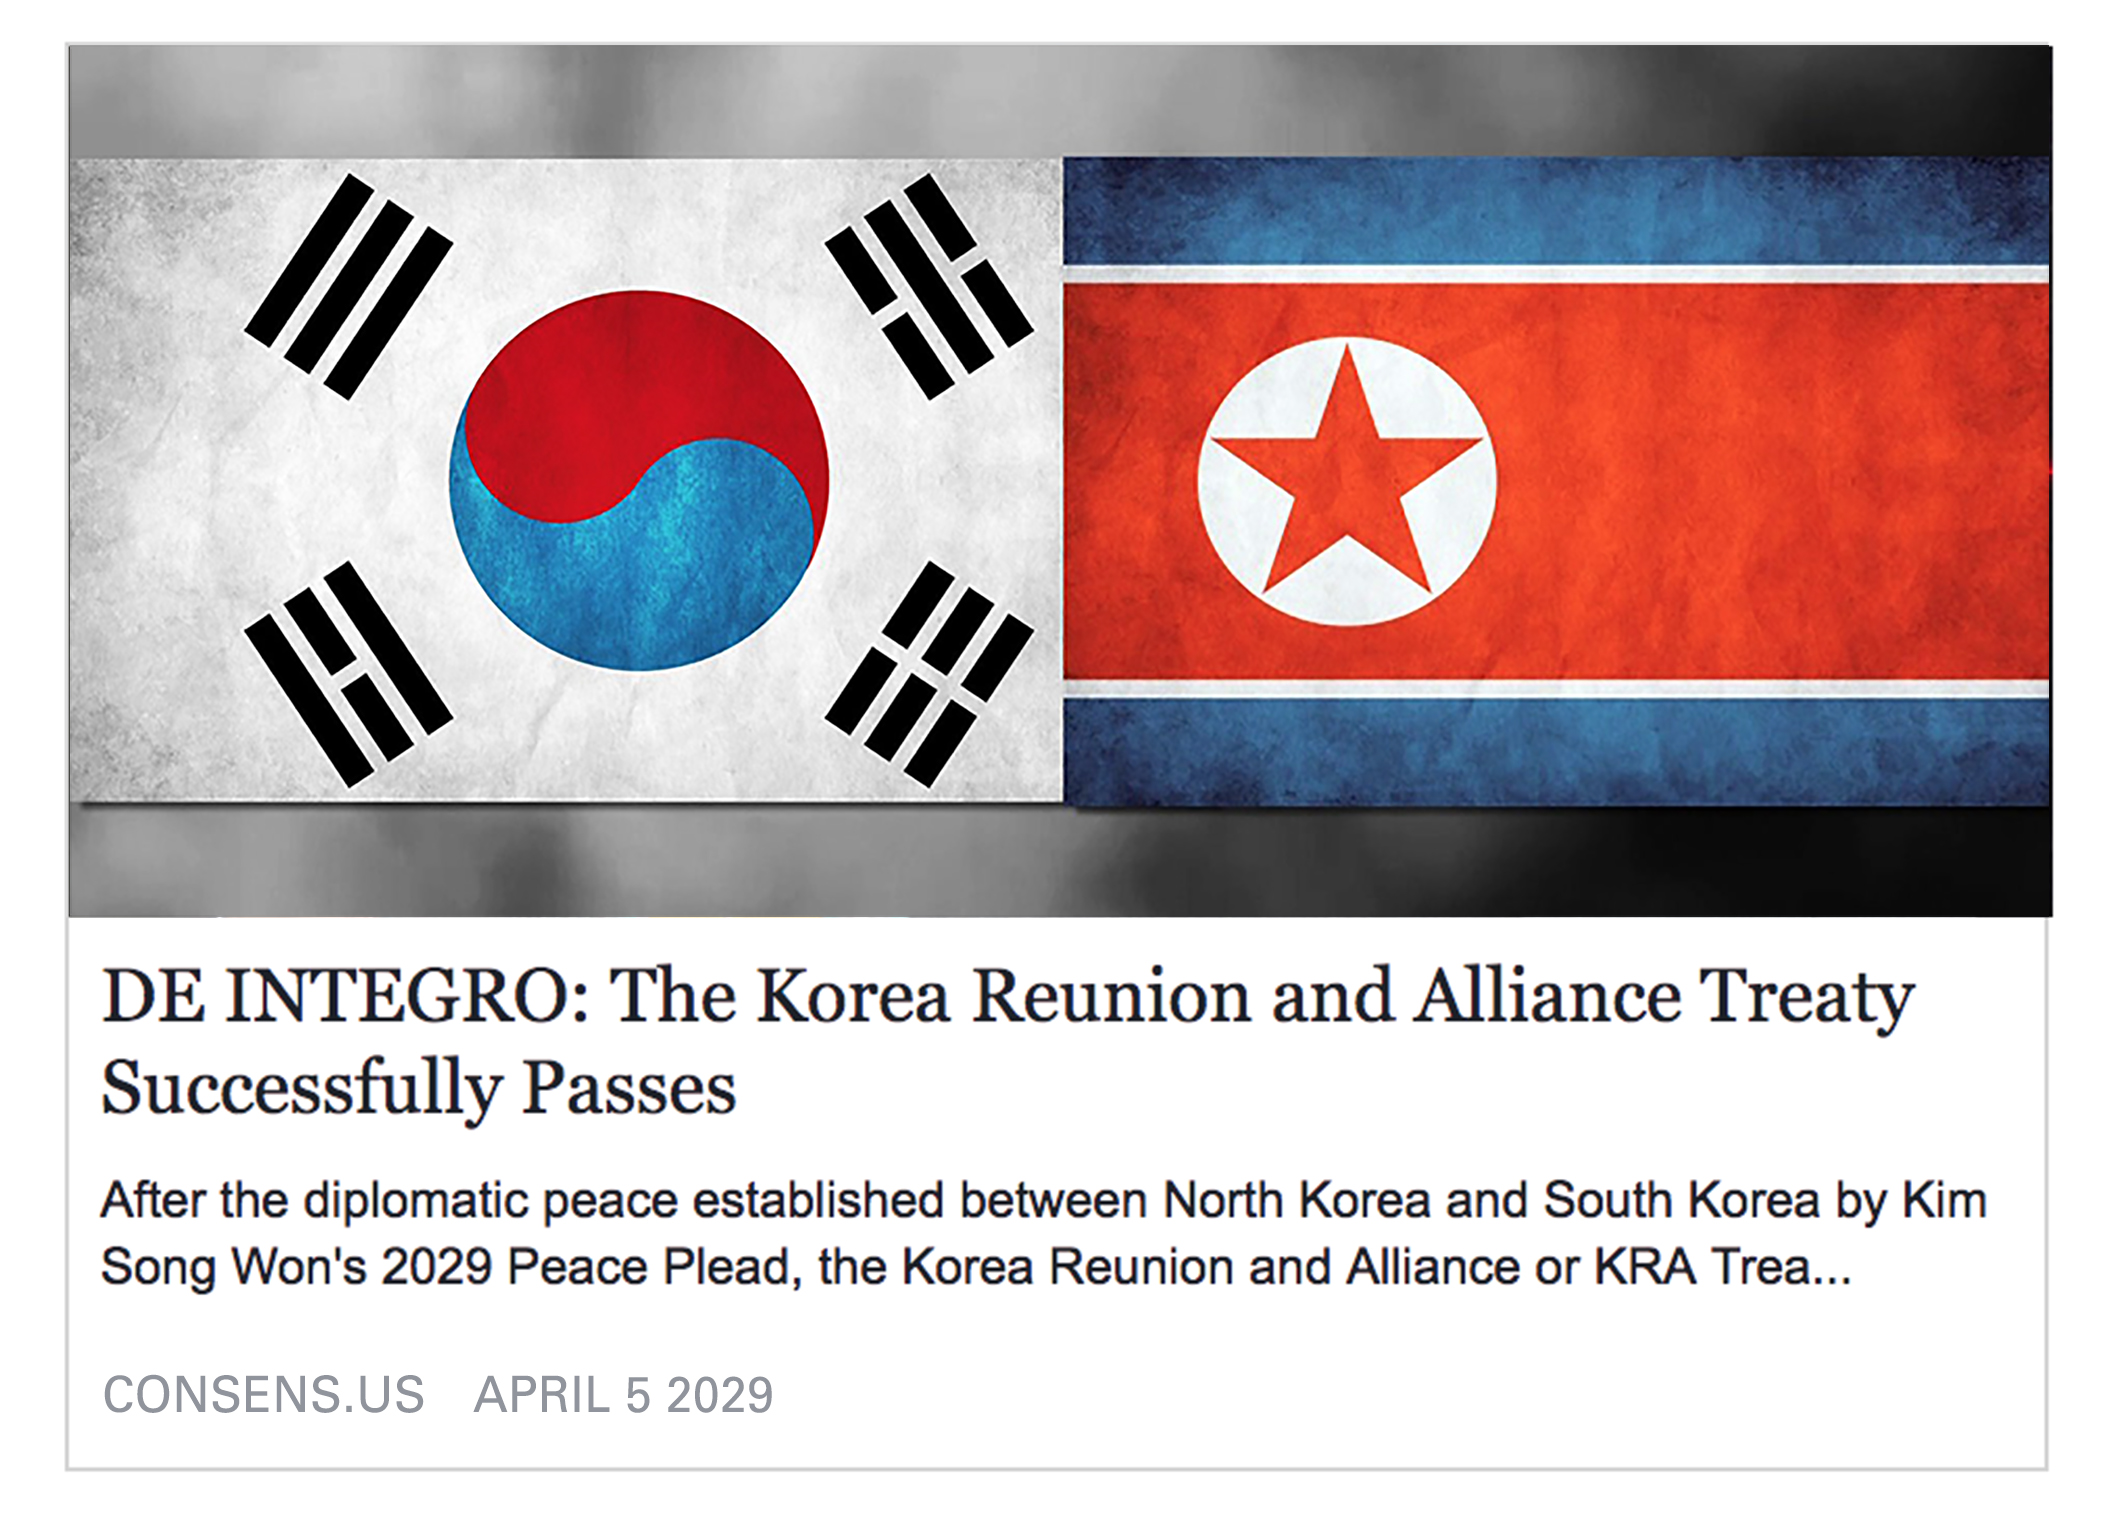 DE INTEGRO: The Korea Reunion and Alliance Treaty
Successfully Passes
After the diplomatic peace established between North Korea and South Korea by Kim
Song Won's 2029 Peace Plead, the Korea Reunion and Alliance or KRA Trea...
CONSENS.US APRIL 5 2029